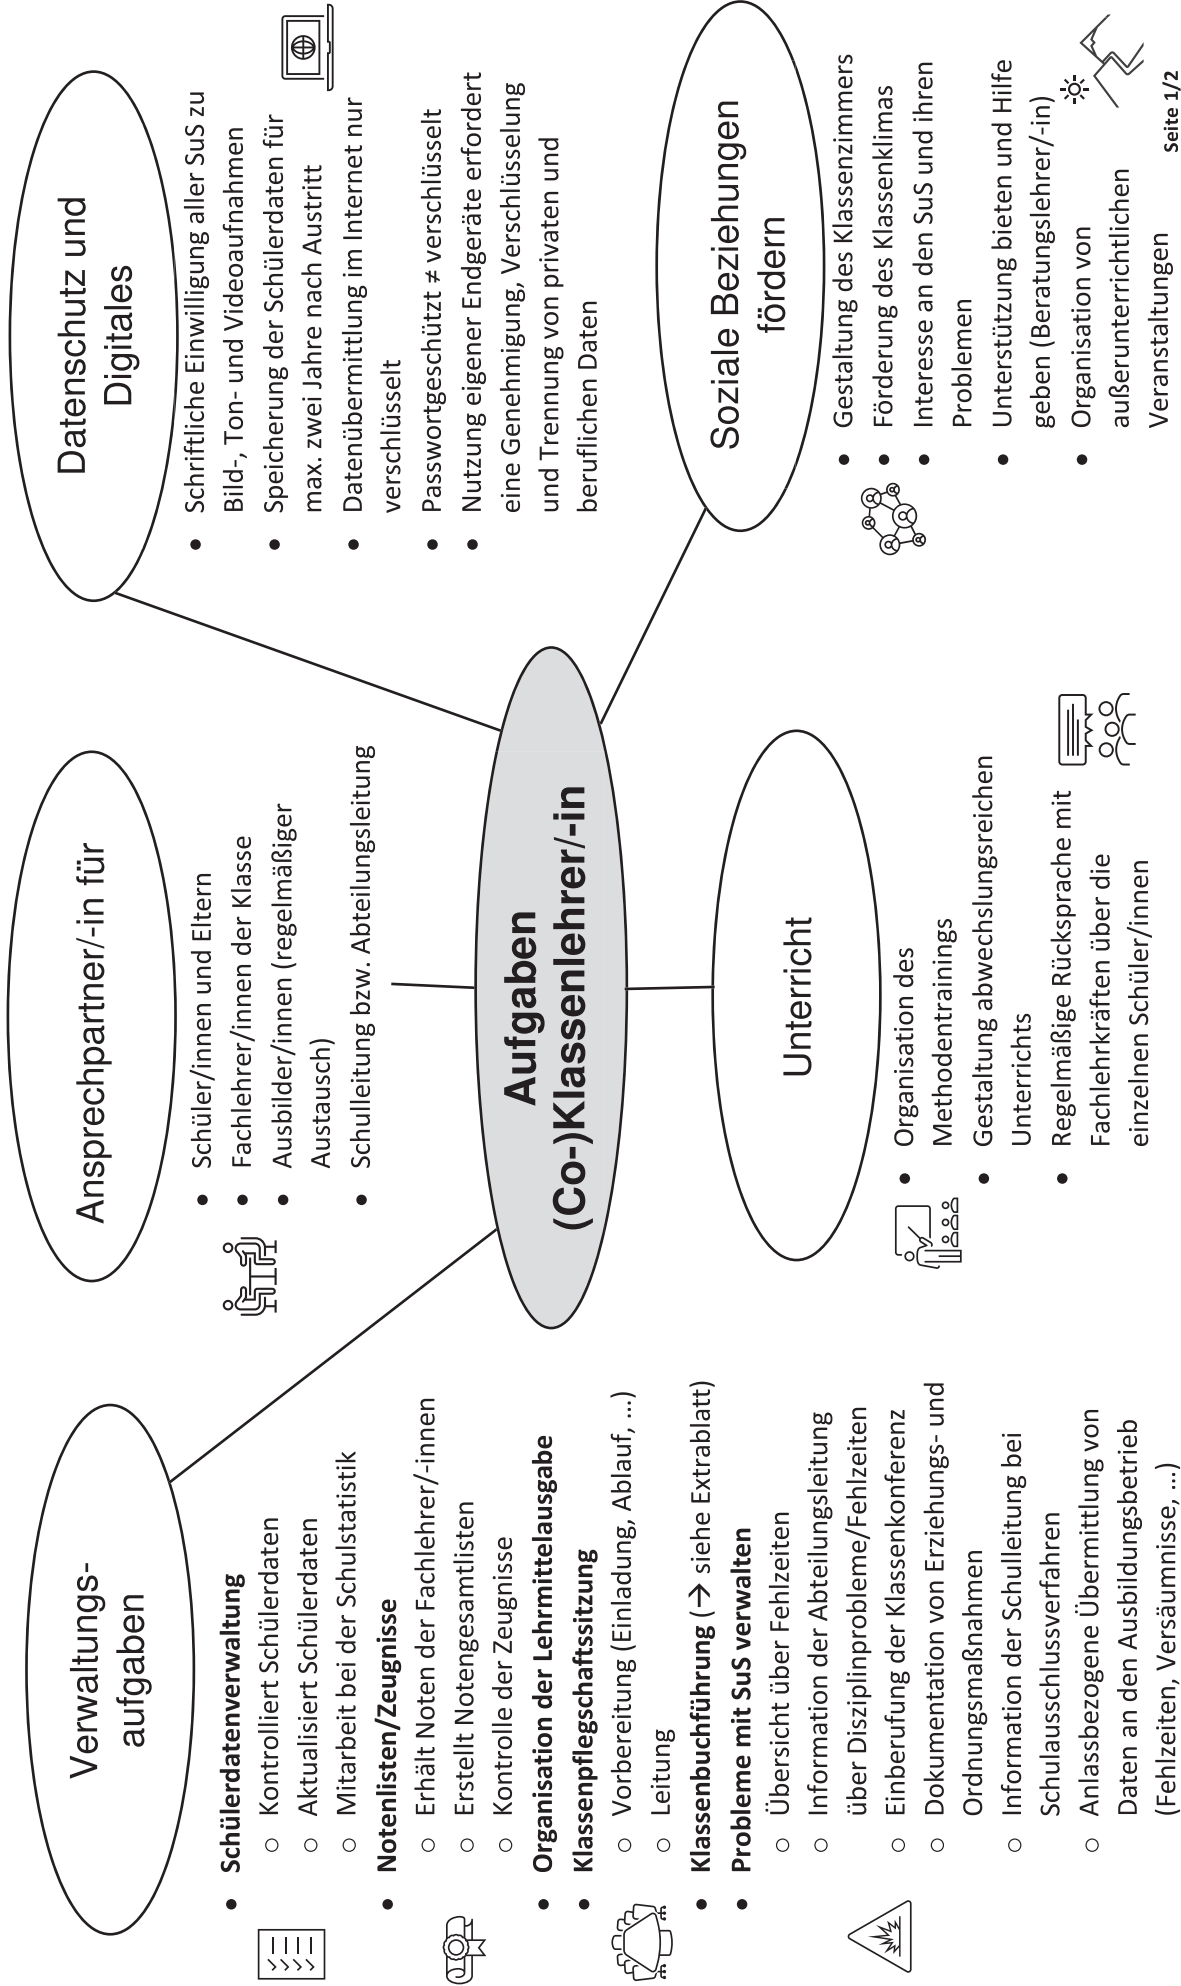 Verwaltungs-
aufgaben
• Schülerdatenverwaltung
○ Kontrolliert Schülerdaten
○ Aktualisiert Schülerdaten
○ Mitarbeit bei der Schulstatistik
• Notenlisten/Zeugnisse
○ Erhält Noten der Fachlehrer/-innen
○ Erstellt Notengesamtlisten
○ Kontrolle der Zeugnisse
• Organisation der Lehrmittelausgabe
• Klassenpflegschaftssitzung
○ Vorbereitung (Einladung, Ablauf, ...)
○ Leitung
• Klassenbuchführung (→ siehe Extrablatt)
• Probleme mit SuS verwalten
○ Übersicht über Fehlzeiten
○ Information der Abteilungsleitung
über Disziplinprobleme/Fehlzeiten
○ Einberufung der Klassenkonferenz
○ Dokumentation von Erziehungs- und
Ordnungsmaßnahmen
○ Information der Schulleitung bei
Schulausschlussverfahren
○ Anlassbezogene Übermittlung von
Daten an den Ausbildungsbetrieb
(Fehlzeiten, Versäumnisse, ...)
Ansprechpartner/-in für
• Schüler/innen und Eltern
• Fachlehrer/innen der Klasse
• Ausbilder/innen (regelmäßiger
Austausch)
• Schulleitung bzw. Abteilungsleitung
Aufgaben
(Co-)Klassenlehrer/-in
Unterricht
• Organisation des
Methodentrainings
• Gestaltung abwechslungsreichen
Unterrichts
• Regelmäßige Rücksprache mit
Fachlehrkräften über die
einzelnen Schüler/innen
Datenschutz und
Digitales
• Schriftliche Einwilligung aller SuS zu
Bild-, Ton- und Videoaufnahmen
• Speicherung der Schülerdaten für
max. zwei Jahre nach Austritt
• Datenübermittlung im Internet nur
verschlüsselt
• Passwortgeschützt ≠ verschlüsselt
• Nutzung eigener Endgeräte erfordert
eine Genehmigung, Verschlüsselung
und Trennung von privaten und
beruflichen Daten
Soziale Beziehungen
fördern
• Gestaltung des Klassenzimmers
• Förderung des Klassenklimas
• Interesse an den SuS und ihren
Problemen
• Unterstützung bieten und Hilfe
geben (Beratungslehrer/-in)
• Organisation von
außerunterrichtlichen
Veranstaltungen
Seite 1/2